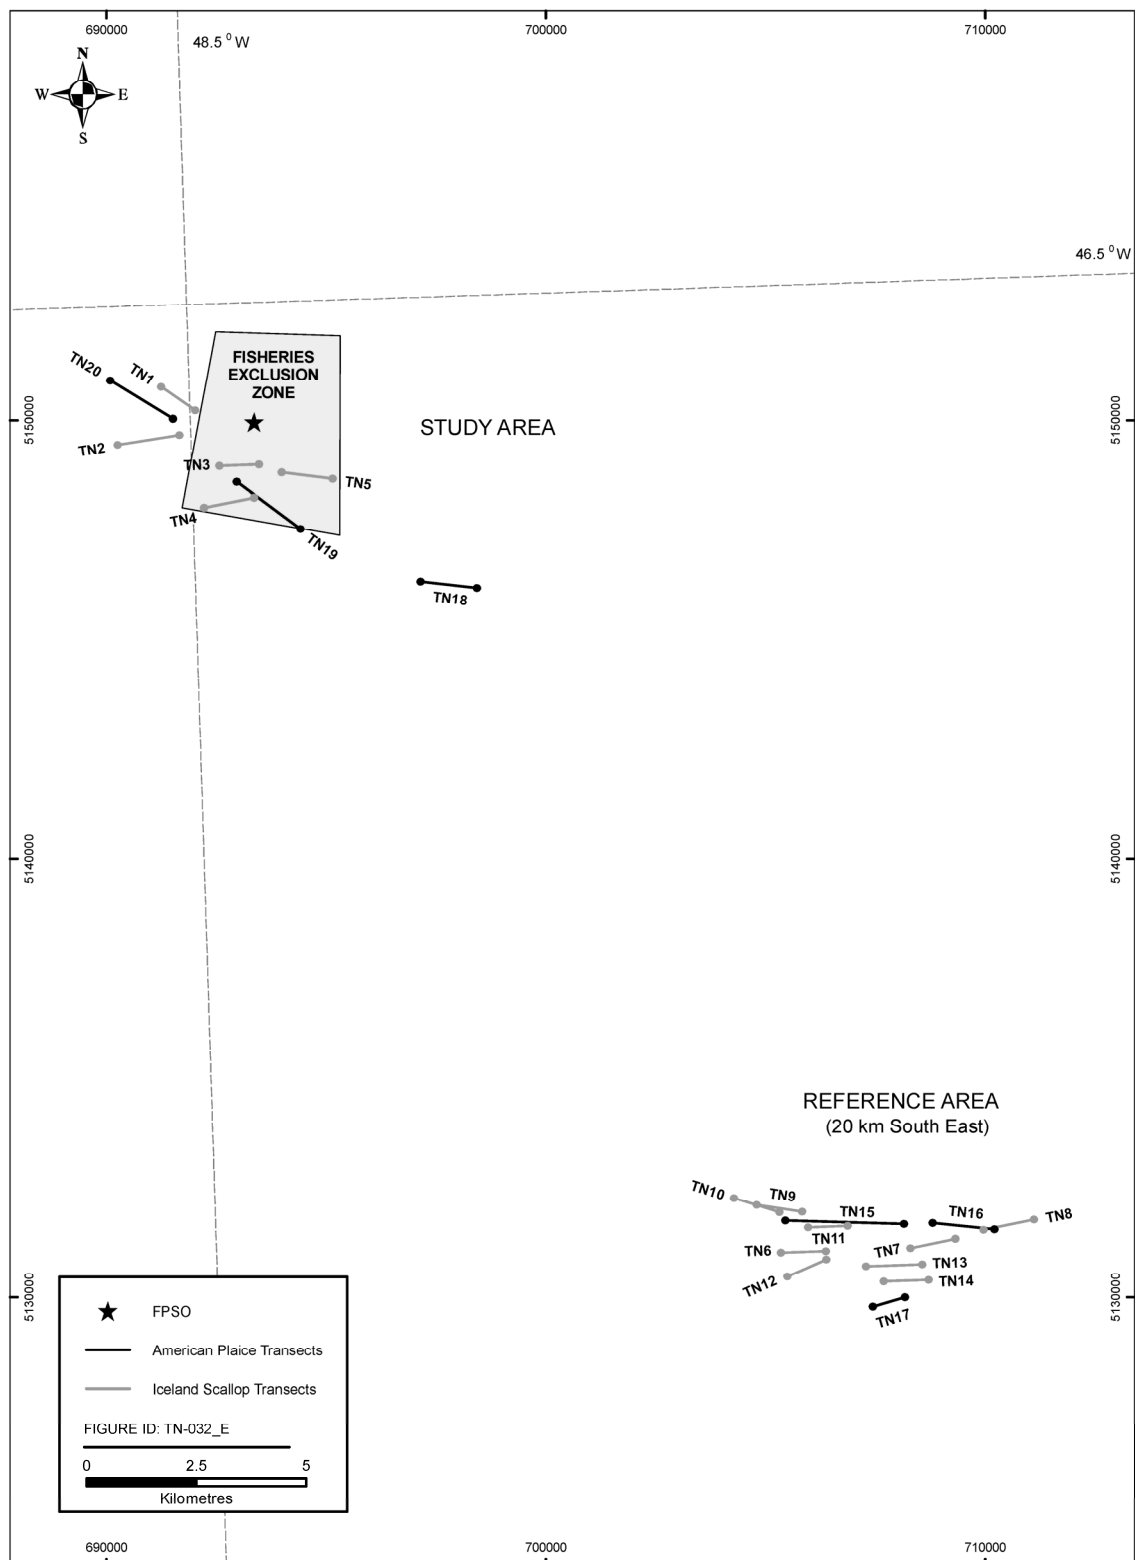 690000
700000
710000
48.5 0 W
N
W E
S
46.5 0 W
FISHERIES
EXCLUSION
ZONE
TN20
TN1
5150000
5150000
STUDY AREA
TN2
TN3
TN5
TN4
TN19
TN18
5140000
5140000
REFERENCE AREA
(20 km South East)
TN10
TN9
TN15
TN16
TN8
TN11
TN6
TN7
TN12
TN13
TN14
TN17
5130000
5130000
FPSO
American Plaice Transects
Iceland Scallop Transects
FIGURE ID: TN-032_E
0 2.5 5
Kilometres
690000
700000
710000